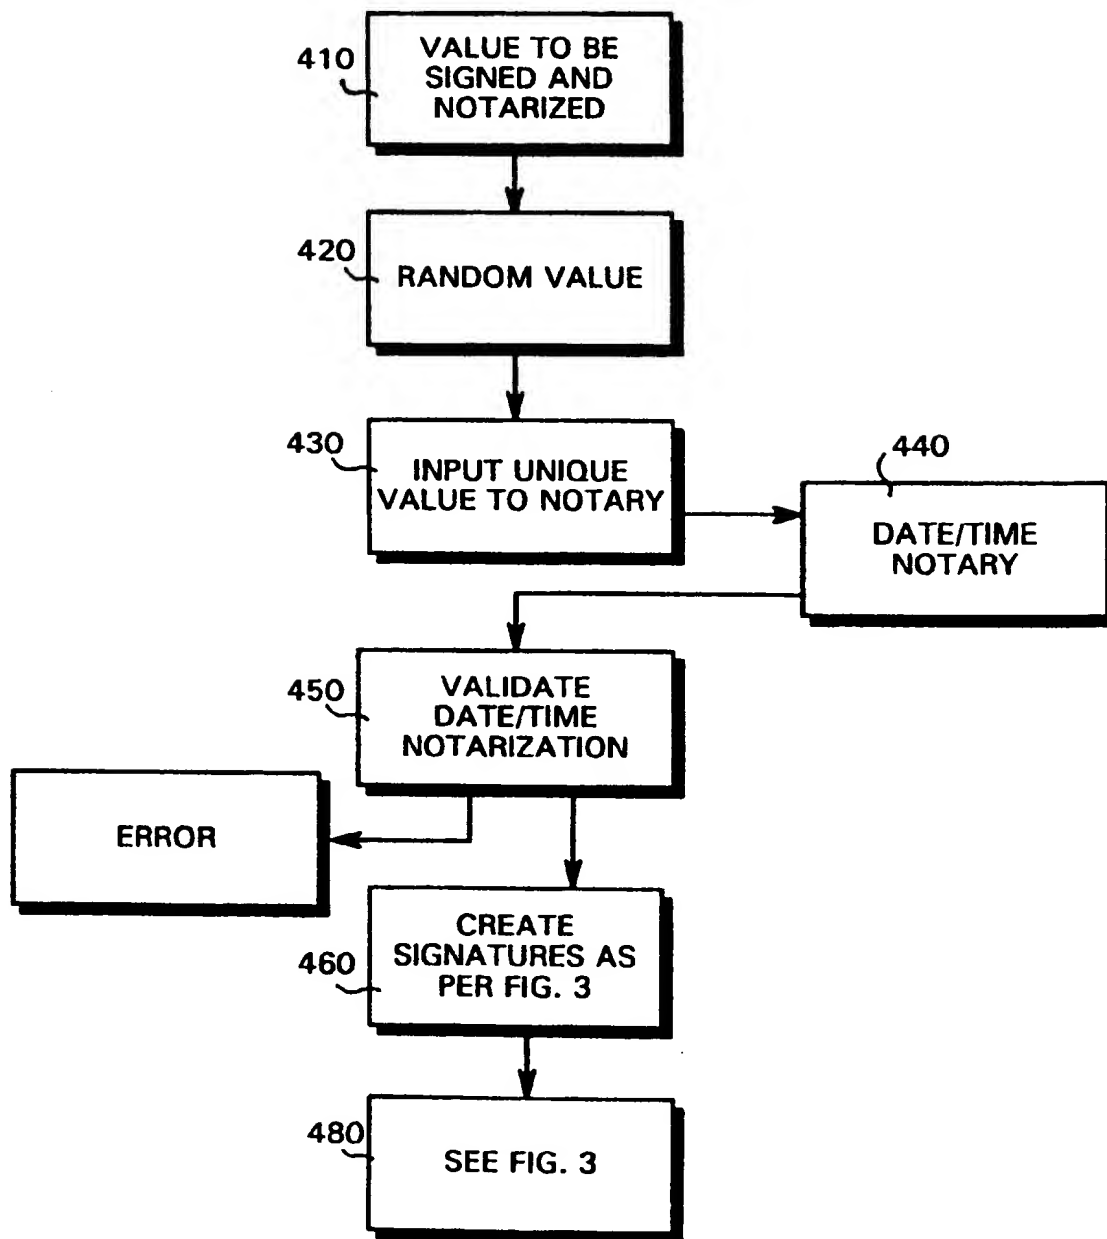 410
VALUE TO BE
SIGNED AND
NOTARIZED
420
RANDOM VALUE
430
INPUT UNIQUE
VALUE TO NOTARY
440
DATE/TIME
NOTARY
450
VALIDATE
DATE/TIME
NOTARIZATION
ERROR
460
CREATE
SIGNATURES AS
PER FIG. 3
480
SEE FIG. 3